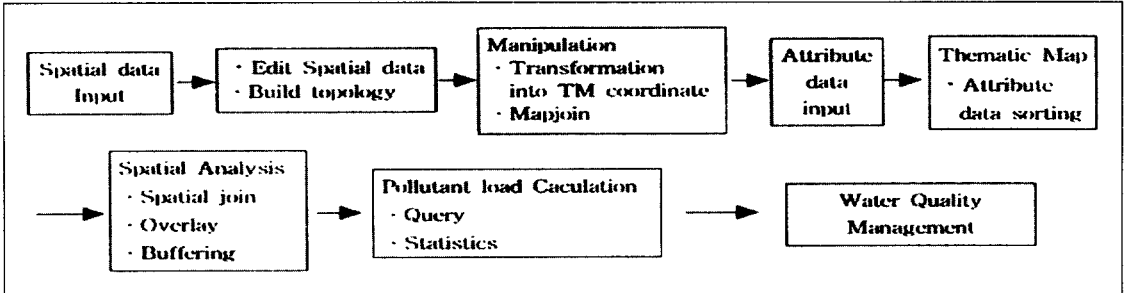 Spatial data
Input
· Edit Spatial data
· Build topology
Manipulation
· Transformation
into TM coordinate
· Mapjoin
Attribute
data
input
Thematic Map
· Attribute
data sorting
Spatial Analysis
· Spatial join
· Overlay
· Buffering
Pollutant load Caculation
· Query
· Statistics
Water Quality
Management